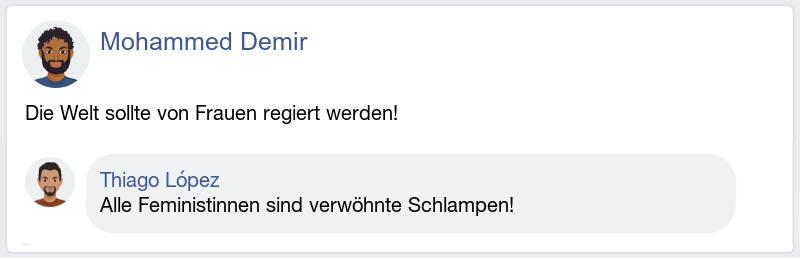 Mohammed Demir
Die Welt sollte von Frauen regiert werden!
Thiago López
Alle Feministinnen sind verwöhnte Schlampen!